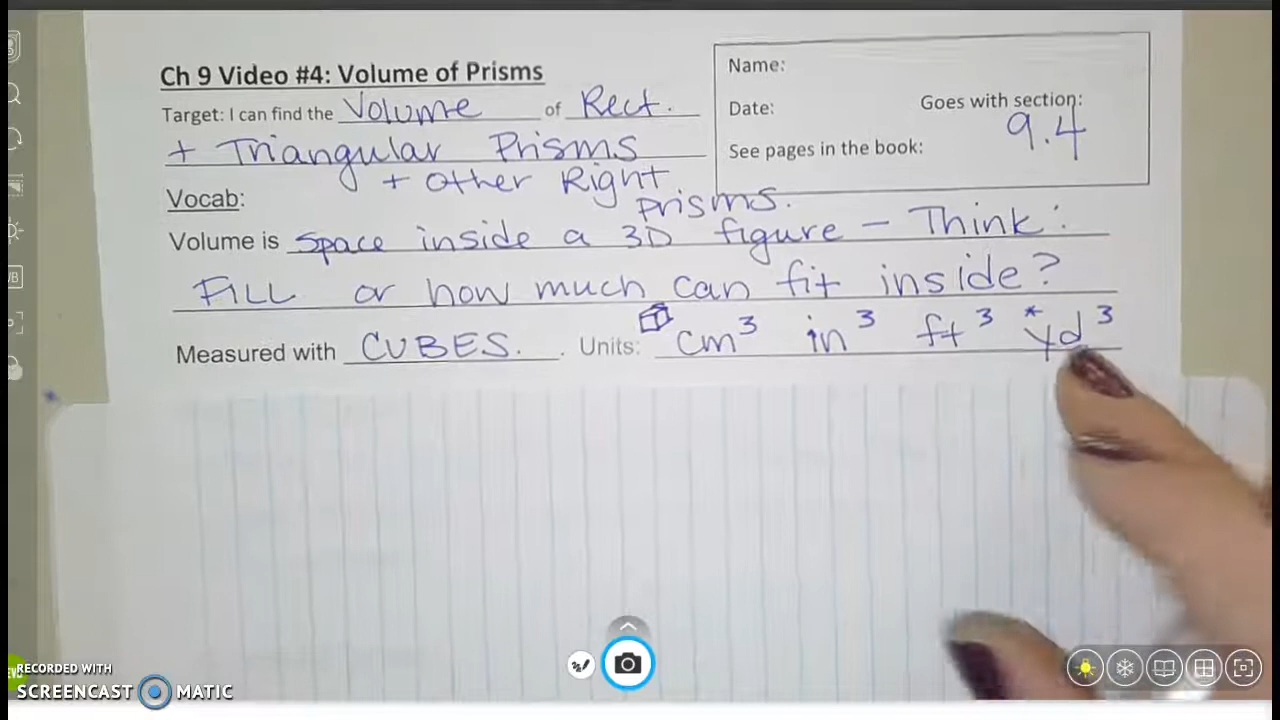 Ch 9 Video #4: Volume of Prisms
Name:
Target: I can find the Volume of Rect.
Date:
Goes with section:
9.4
+ Triangular Prisms
See pages in the book:
+ other Right
Prisms.
Vocab:
Volume is space inside a 3D figure - Think:
FILL or how much can fit inside?
Measured with CUBES. . Units: cm³ in³ ft³ *yd³
RECORDED WITH
SCREENCAST MATIC